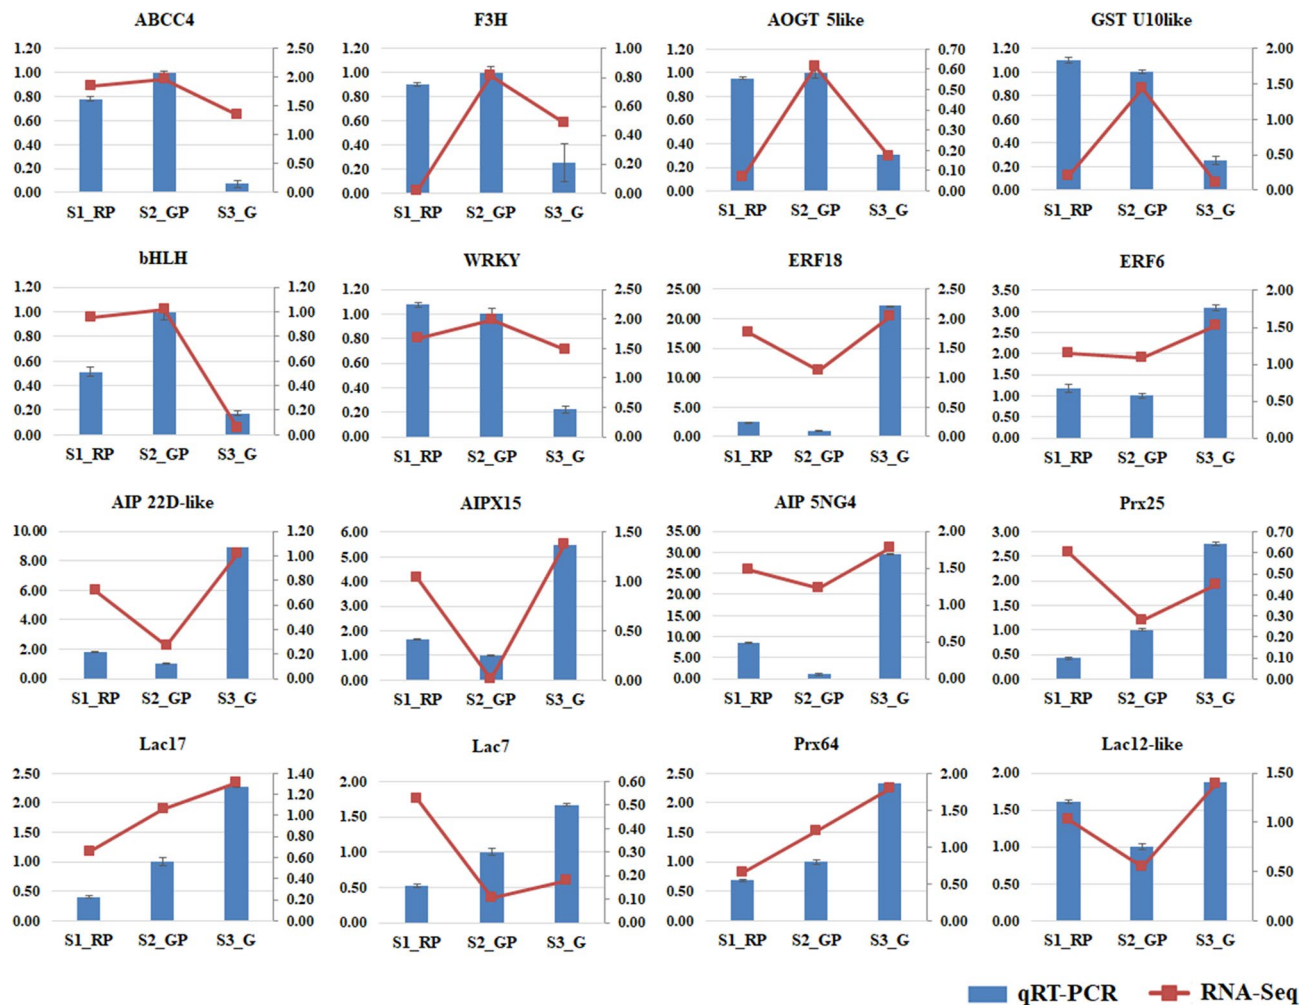 ABCC4 F3H AOGT 5like GST U10like
1.20 2.50 1.20 1.00 1.20 0.70 1.20 2.00
1.00 2.00 1.00 0.80 1.00 0.60 1.00 1.50
0.80 1.50 0.80 0.60 0.80 0.50 0.80 1.00
0.60 1.00 0.60 0.40 0.60 0.40 0.60 0.50
0.40 0.50 0.40 0.20 0.40 0.30 0.40 0.00
0.20 0.00 0.20 0.00 0.20 0.20 0.20
0.00 0.00 0.00 0.10 0.00
0.00
S1_RP S2_GP S3_G S1_RP S2_GP S3_G S1_RP S2_GP S3_G S1_RP S2_GP S3_G
bHLH WRKY ERF18 ERF6
1.20 1.20 1.20 2.50 25.00 2.50 3.50 2.00
1.00 1.00 1.00 2.00 20.00 2.00 3.00 1.50
0.80 0.80 0.80 1.50 15.00 1.50 2.50 1.00
0.60 0.60 0.60 1.00 10.00 1.00 2.00 0.50
0.40 0.40 0.40 0.50 5.00 0.50 1.50 0.00
0.20 0.20 0.20 0.00 0.00 0.00 1.00
0.00 0.00 0.00 0.50
0.00
S1_RP S2_GP S3_G S1_RP S2_GP S3_G S1_RP S2_GP S3_G S1_RP S2_GP S3_G
AIP 22D-like AIPX15 AIP 5NG4 Prx25
10.00 1.20 6.00 1.50 35.00 2.00 3.00 0.70
8.00 1.00 5.00 1.00 30.00 1.50 2.50 0.60
6.00 0.80 4.00 0.50 25.00 1.00 2.00 0.50
4.00 0.60 3.00 0.00 20.00 0.50 1.50 0.40
2.00 0.40 2.00 15.00 0.00 1.00 0.30
0.00 0.20 1.00 10.00 0.50 0.20
0.00 0.00 5.00 0.00 0.10
0.00 0.00
S1_RP S2_GP S3_G S1_RP S2_GP S3_G S1_RP S2_GP S3_G S1_RP S2_GP S3_G
Lac17 Lac7 Prx64 Lac12-like
2.50 1.40 2.00 0.60 2.50 2.00 2.00 1.50
2.00 1.20 1.50 0.50 2.00 1.50 1.50 1.00
1.50 1.00 1.00 0.40 1.50 1.00 1.00 0.50
1.00 0.80 0.50 0.30 1.00 0.50 0.50 0.00
0.50 0.60 0.00 0.20 0.50 0.00 0.00
0.00 0.40 0.10 0.00
0.20 0.00
0.00
S1_RP S2_GP S3_G S1_RP S2_GP S3_G S1_RP S2_GP S3_G S1_RP S2_GP S3_G
qRT-PCR RNA-Seq